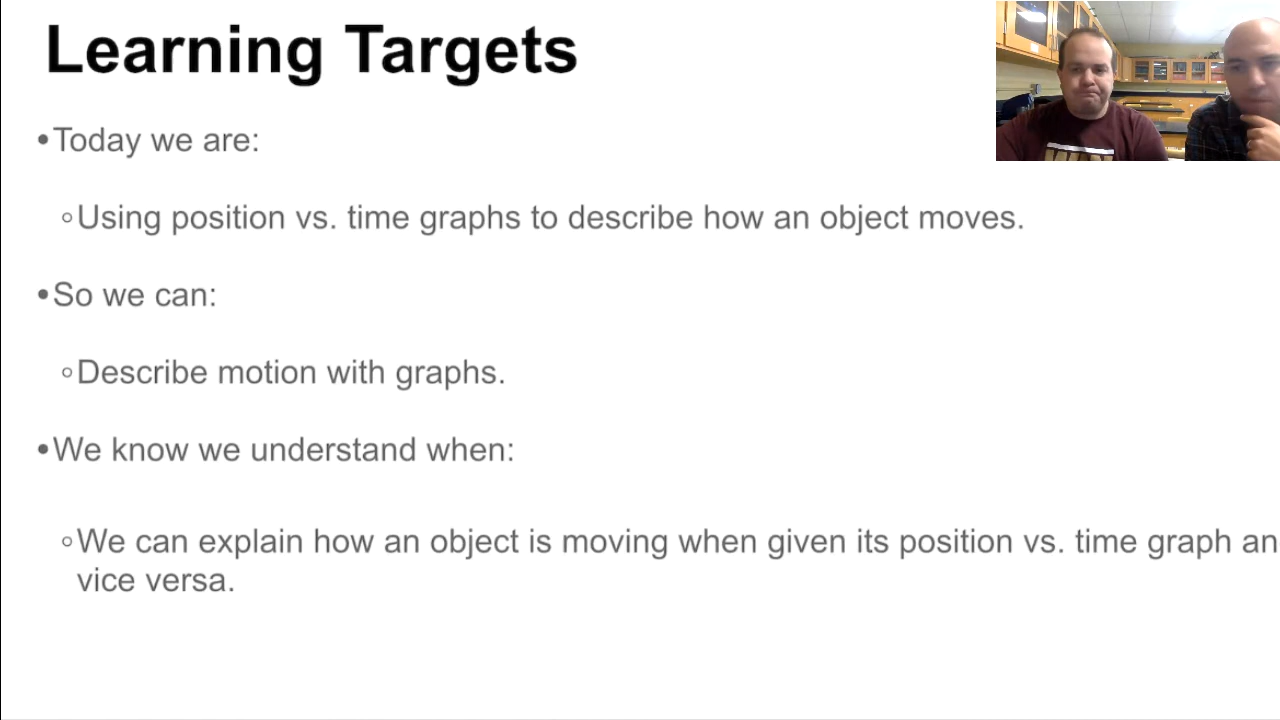 Learning Targets
•Today we are:
◦Using position vs. time graphs to describe how an object moves.
•So we can:
◦Describe motion with graphs.
•We know we understand when:
◦We can explain how an object is moving when given its position vs. time graph an
vice versa.